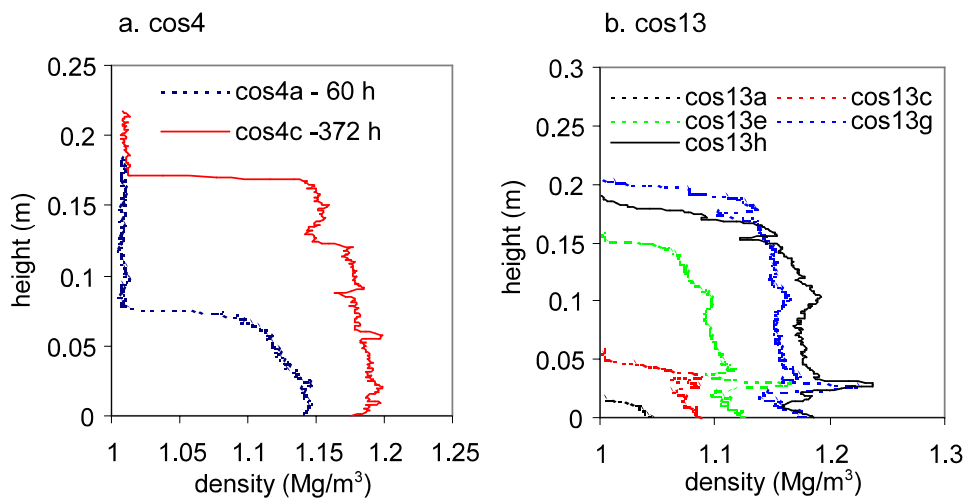 a. cos4
b. cos13
0.25
0.2
0.15
0.1
0.05
0
height (m)
cos4a - 60 h
cos4c -372 h
1
1.05
1.1
1.15
1.2
1.25
density (Mg/m³)
0.3
0.25
0.2
0.15
0.1
0.05
0
height (m)
cos13a
cos13c
cos13e
cos13g
cos13h
1
1.1
1.2
1.3
density (Mg/m³)